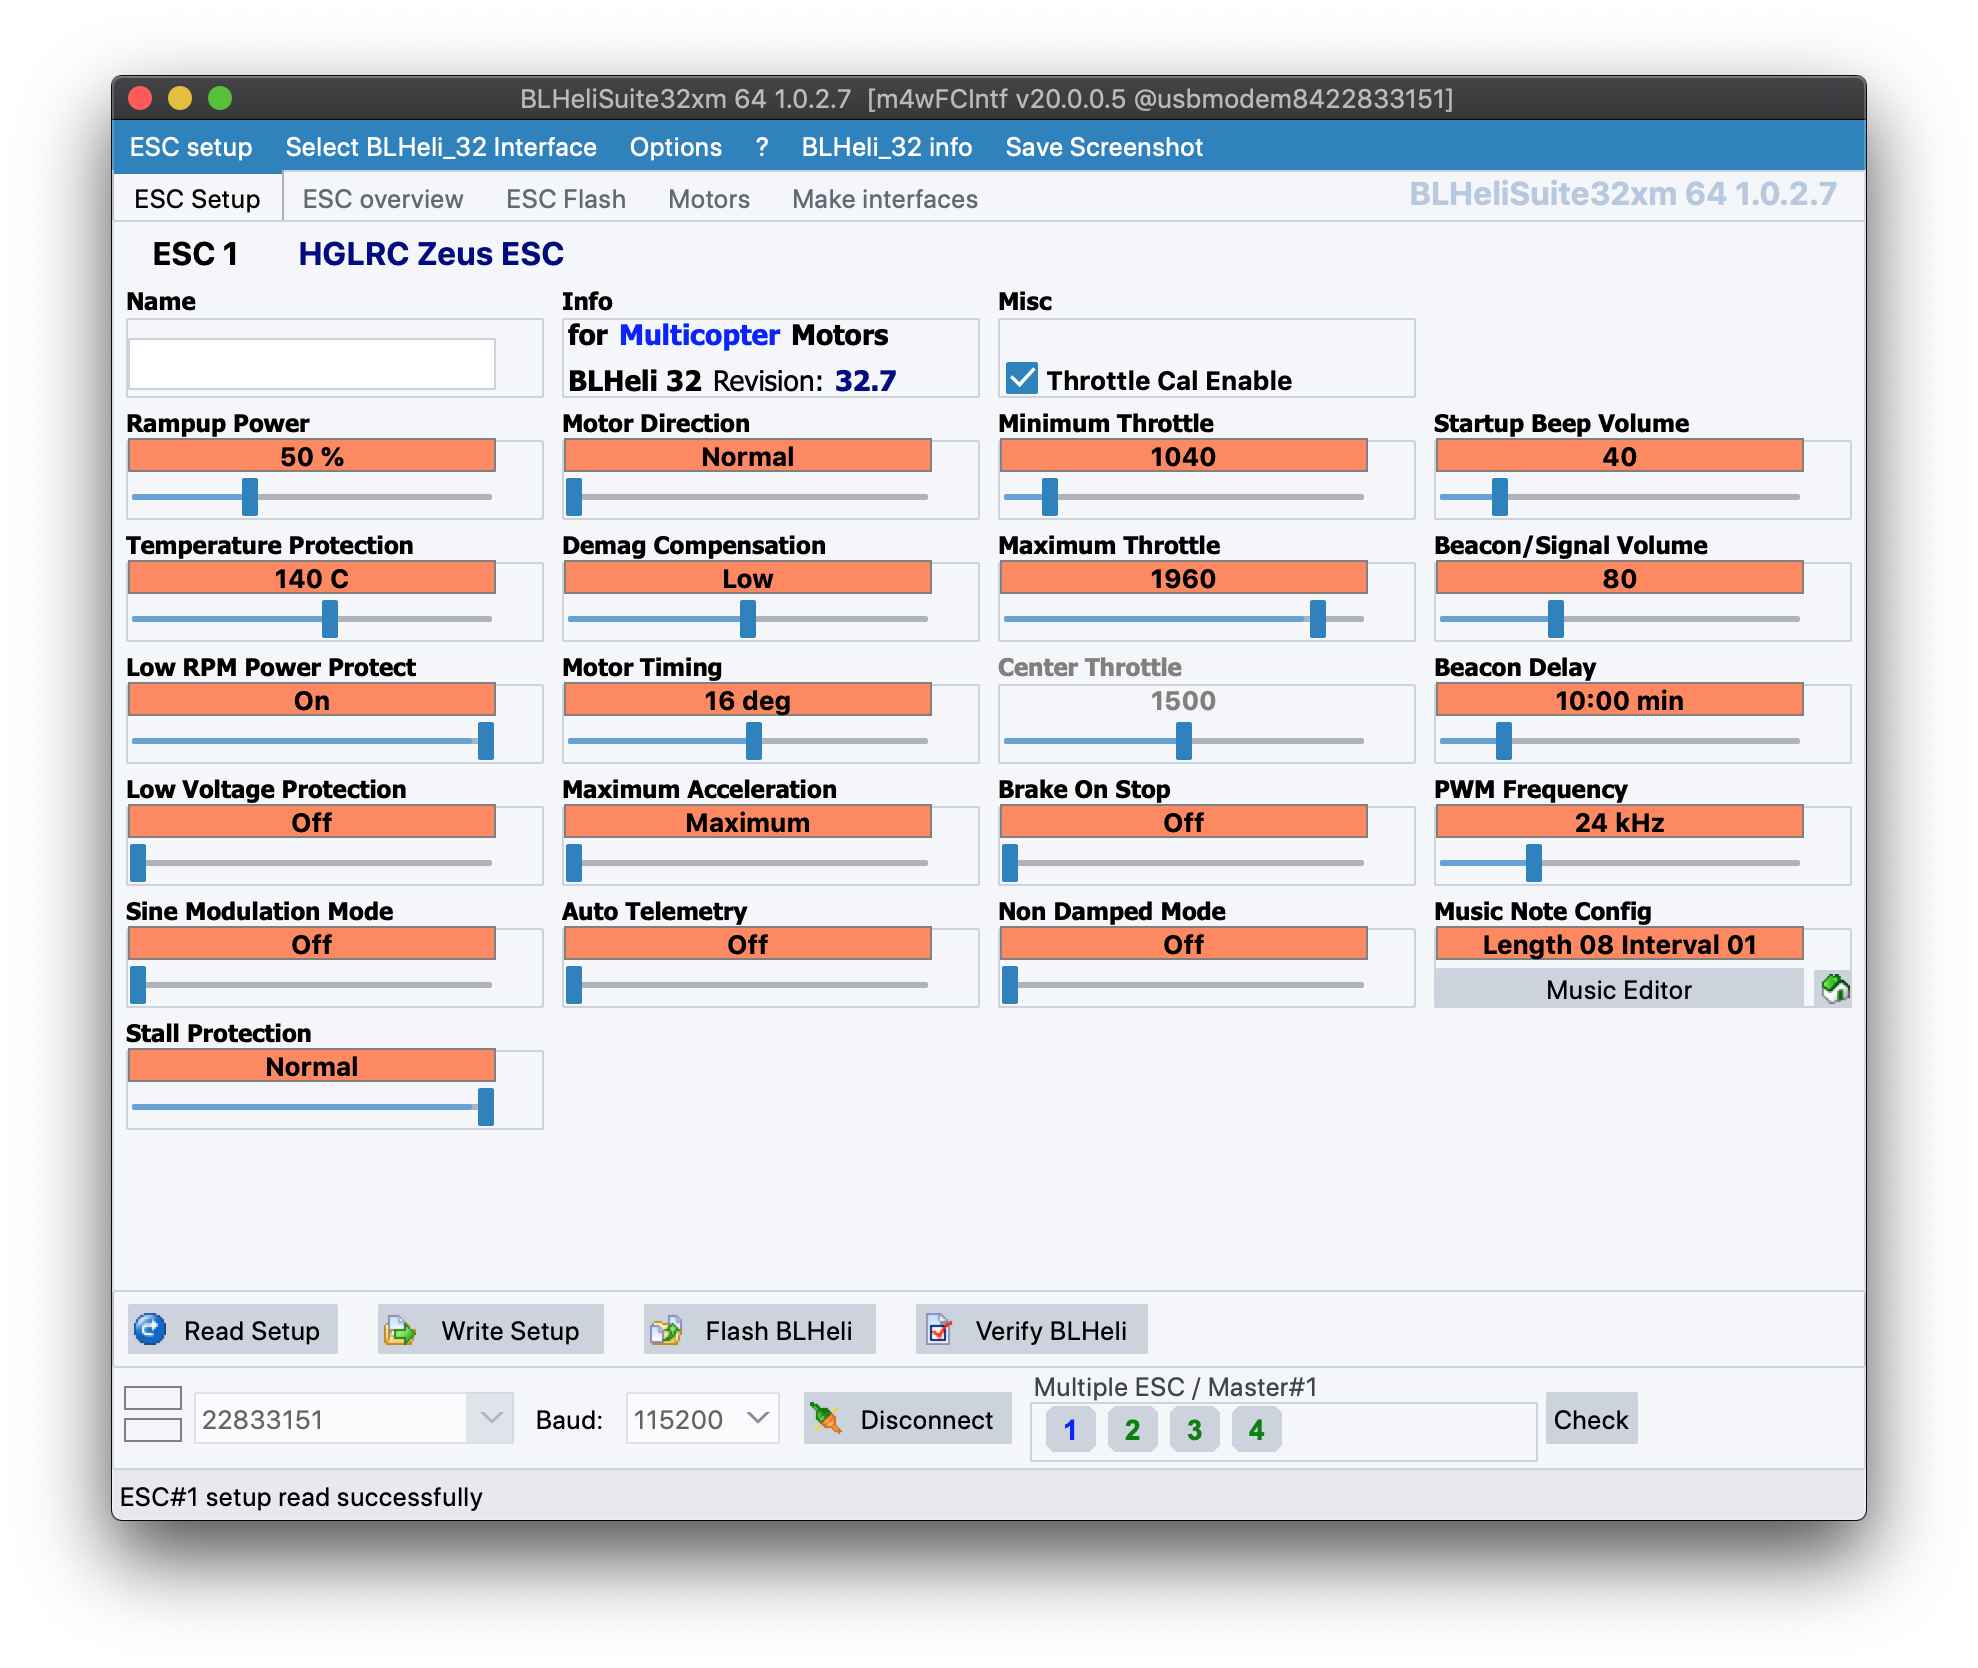 BLHeliSuite32xm 64 1.0.2.7 [m4wFCIntf v20.0.0.5 @usbmodem8422833151]
ESC setup Select BLHeli_32 Interface Options ? BLHeli_32 info Save Screenshot
ESC Setup ESC overview ESC Flash Motors Make interfaces BLHeliSuite32xm 64 1.0.2.7
ESC 1 HGLRC Zeus ESC
Name Info Misc
for Multicopter Motors
BLHeli 32 Revision: 32.7 Throttle Cal Enable
Rampup Power Motor Direction Minimum Throttle Startup Beep Volume
50 % Normal 1040 40
Temperature Protection Demag Compensation Maximum Throttle Beacon/Signal Volume
140 C Low 1960 80
Low RPM Power Protect Motor Timing Center Throttle Beacon Delay
On 16 deg 1500 10:00 min
Low Voltage Protection Maximum Acceleration Brake On Stop PWM Frequency
Off Maximum Off 24 kHz
Sine Modulation Mode Auto Telemetry Non Damped Mode Music Note Config
Off Off Off Length 08 Interval 01
Music Editor
Stall Protection
Normal
Read Setup Write Setup Flash BLHeli Verify BLHeli
Multiple ESC / Master#1
22833151 Baud: 115200 Disconnect 1 2 3 4 Check
ESC#1 setup read successfully